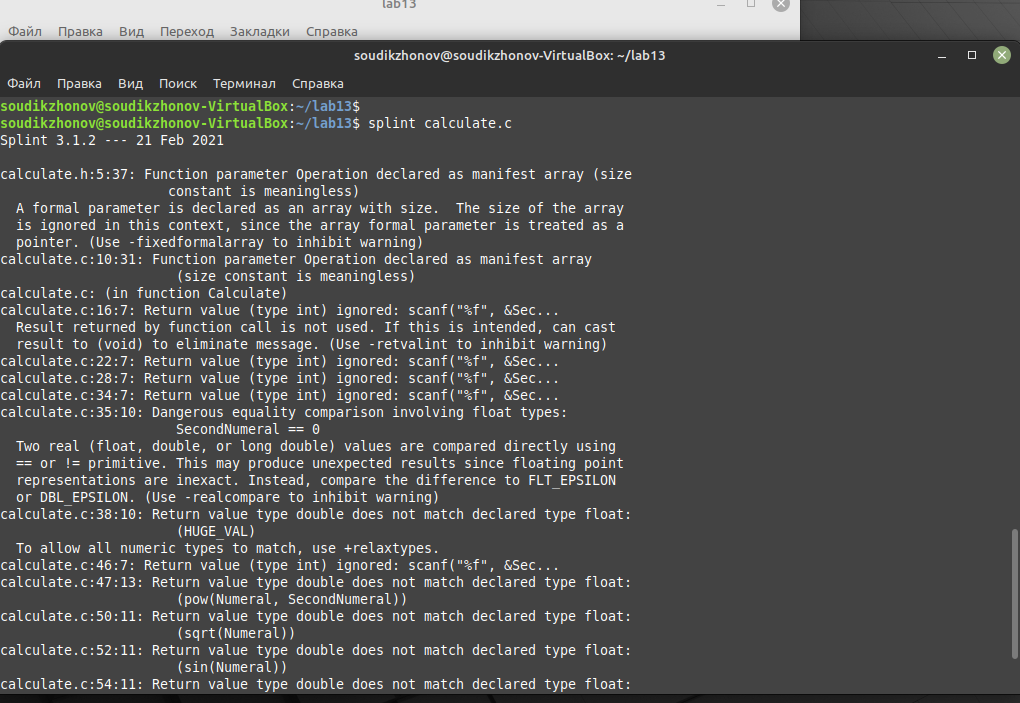 lab13
Файл Правка Вид Переход Закладки Справка
soudikzhonov@soudikzhonov-VirtualBox: ~/lab13
Файл Правка Вид Поиск Терминал Справка
soudikzhonov@soudikzhonov-VirtualBox:~/lab13$
soudikzhonov@soudikzhonov-VirtualBox:~/lab13$ splint calculate.c
Splint 3.1.2 --- 21 Feb 2021
calculate.h:5:37: Function parameter Operation declared as manifest array (size
constant is meaningless)
A formal parameter is declared as an array with size.  The size of the array
is ignored in this context, since the array formal parameter is treated as a
pointer. (Use -fixedformalarray to inhibit warning)
calculate.c:10:31: Function parameter Operation declared as manifest array
(size constant is meaningless)
calculate.c: (in function Calculate)
calculate.c:16:7: Return value (type int) ignored: scanf("%f", &Sec...
Result returned by function call is not used. If this is intended, can cast
result to (void) to eliminate message. (Use -retvalint to inhibit warning)
calculate.c:22:7: Return value (type int) ignored: scanf("%f", &Sec...
calculate.c:28:7: Return value (type int) ignored: scanf("%f", &Sec...
calculate.c:34:7: Return value (type int) ignored: scanf("%f", &Sec...
calculate.c:35:10: Dangerous equality comparison involving float types:
SecondNumeral == 0
Two real (float, double, or long double) values are compared directly using
== or != primitive. This may produce unexpected results since floating point
representations are inexact. Instead, compare the difference to FLT_EPSILON
or DBL_EPSILON. (Use -realcompare to inhibit warning)
calculate.c:38:10: Return value type double does not match declared type float:
(HUGE_VAL)
To allow all numeric types to match, use +relaxtypes.
calculate.c:46:7: Return value (type int) ignored: scanf("%f", &Sec...
calculate.c:47:13: Return value type double does not match declared type float:
(pow(Numeral, SecondNumeral))
calculate.c:50:11: Return value type double does not match declared type float:
(sqrt(Numeral))
calculate.c:52:11: Return value type double does not match declared type float:
(sin(Numeral))
calculate.c:54:11: Return value type double does not match declared type float: